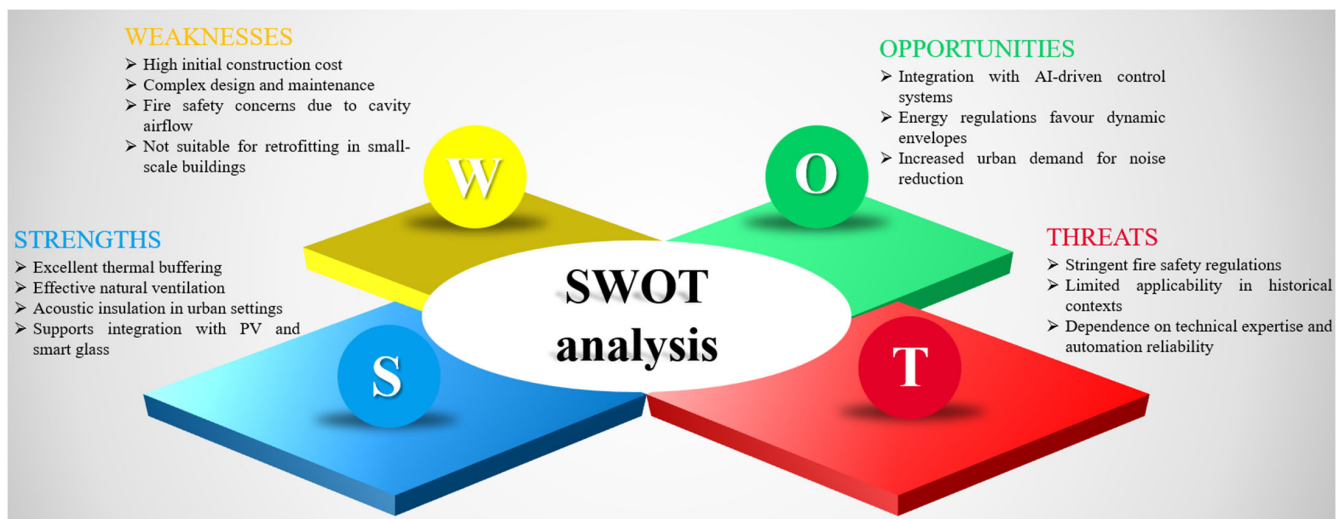 WEAKNESSES
➤ High initial construction cost
➤ Complex design and maintenance
➤ Fire safety concerns due to cavity
airflow
➤ Not suitable for retrofitting in small-
scale buildings
OPPORTUNITIES
➤ Integration with AI-driven control
systems
➤ Energy regulations favour dynamic
envelopes
➤ Increased urban demand for noise
reduction
W
O
STRENGTHS
➤ Excellent thermal buffering
➤ Effective natural ventilation
➤ Acoustic insulation in urban settings
➤ Supports integration with PV and
smart glass
THREATS
➤ Stringent fire safety regulations
➤ Limited applicability in historical
contexts
➤ Dependence on technical expertise and
automation reliability
SWOT
analysis
S
T